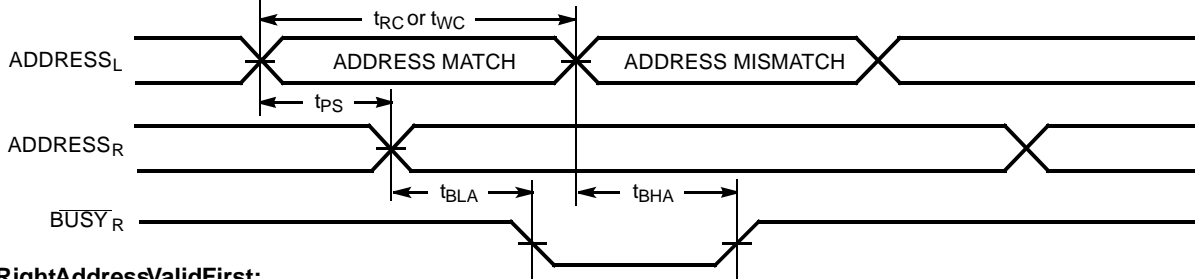 tRC or tWC
ADDRESSL
ADDRESS MATCH
ADDRESS MISMATCH
tPS
ADDRESSR
tBLA
tBHA
BUSYR
RightAddressValidFirst: